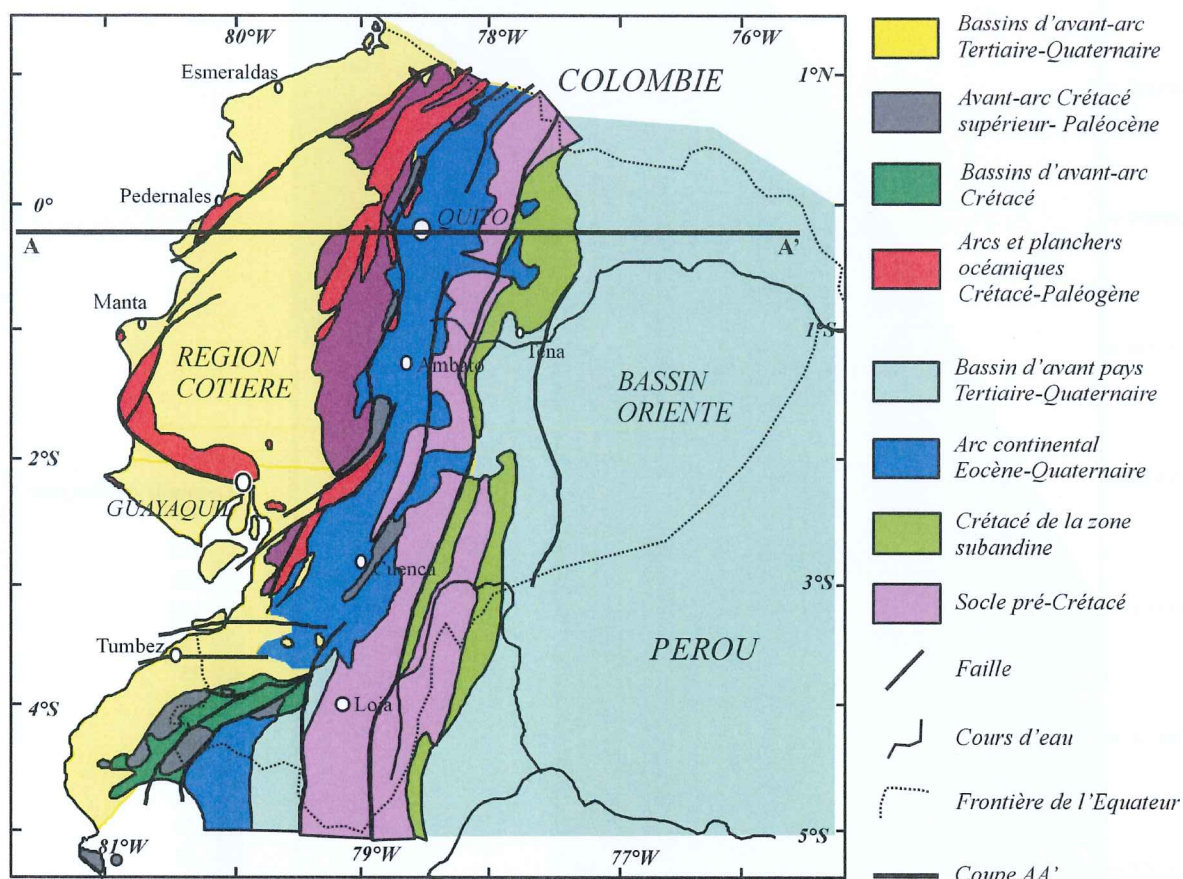 80°W
78°W
76°W
Esmeraldas
COLOMBIE
1°N
Pedernales
0°
QUITO
A
A'
Manta
1°S
REGION
COTIERE
Ambato
Tena
BASSIN
ORIENTE
2°S
GUAYAQUIL
Cuenca
3°S
Tumbez
PEROU
4°S
Loja
81°W
79°W
77°W
5°S
Bassins d'avant-arc
Tertiaire-Quaternaire
Avant-arc Crétacé
supérieur- Paléocène
Bassins d'avant-arc
Crétacé
Arcs et planchers
océaniques
Crétacé-Paléogène
Bassin d'avant pays
Tertiaire-Quaternaire
Arc continental
Eocène-Quaternaire
Crétacé de la zone
subandine
Socle pré-Crétacé
Faille
Cours d'eau
Frontière de l'Equateur
Coupe AA'